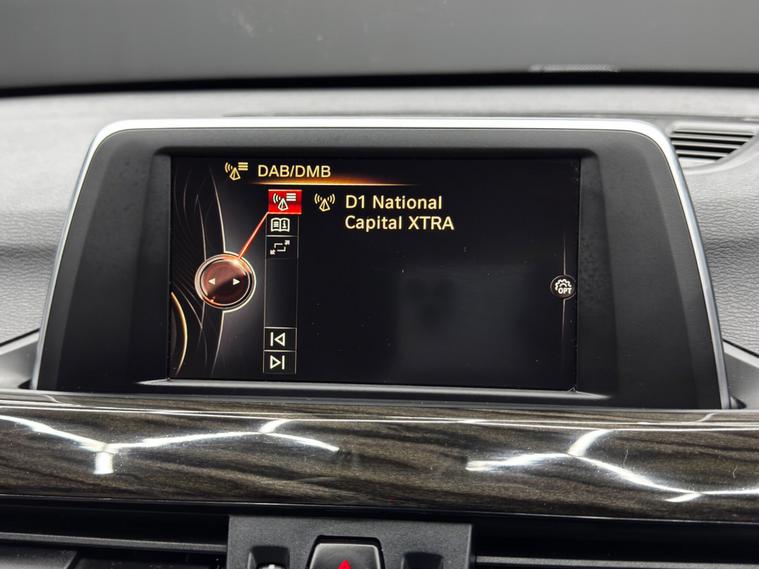 DAB/DMB
D1 National
Capital XTRA
OPT